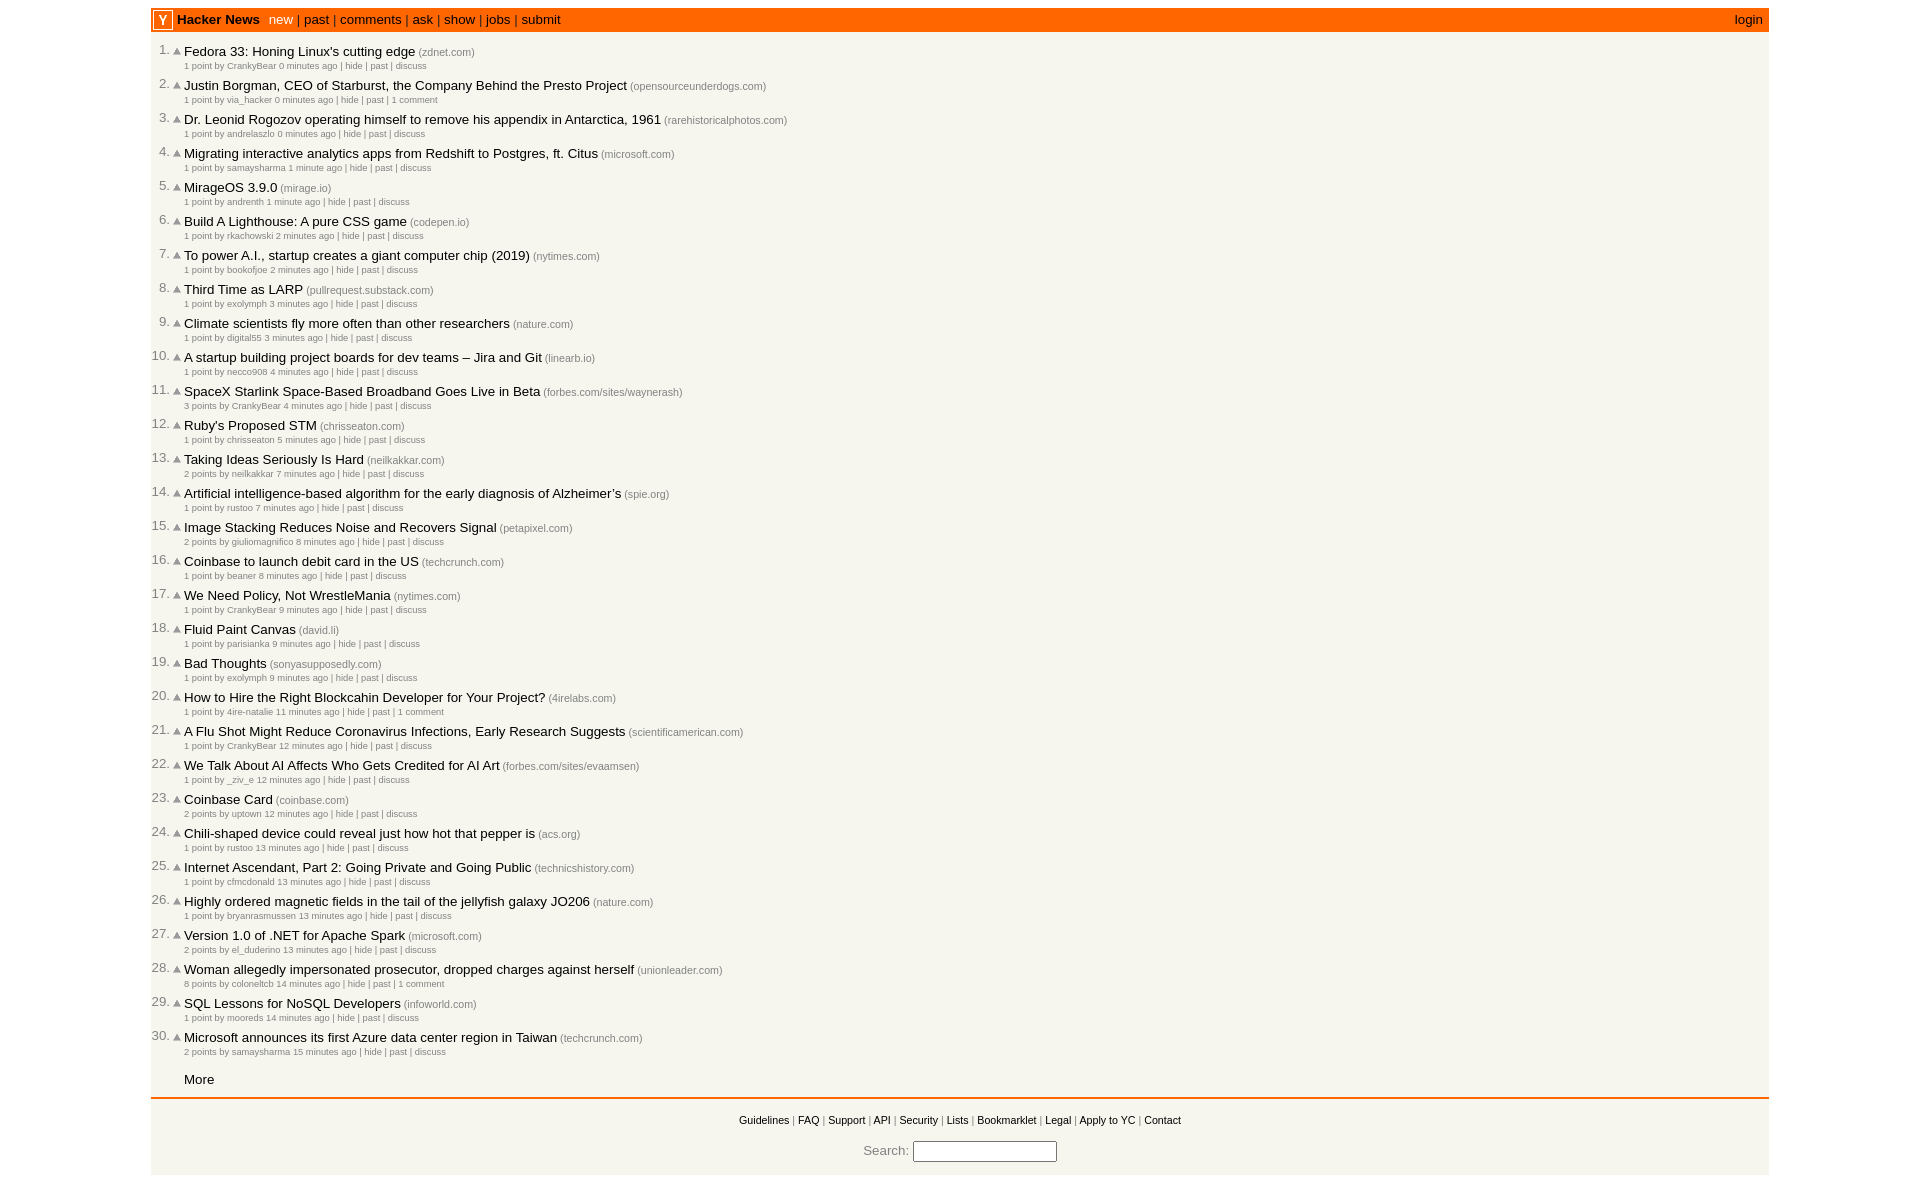 Y Hacker News new | past | comments | ask | show | jobs | submit login
1. Fedora 33: Honing Linux's cutting edge (zdnet.com)
1 point by CrankyBear 0 minutes ago | hide | past | discuss
2. Justin Borgman, CEO of Starburst, the Company Behind the Presto Project (opensourceunderdogs.com)
1 point by via_hacker 0 minutes ago | hide | past | 1 comment
3. Dr. Leonid Rogozov operating himself to remove his appendix in Antarctica, 1961 (rarehistoricalphotos.com)
1 point by andrelaszlo 0 minutes ago | hide | past | discuss
4. Migrating interactive analytics apps from Redshift to Postgres, ft. Citus (microsoft.com)
1 point by samaysharma 1 minute ago | hide | past | discuss
5. MirageOS 3.9.0 (mirage.io)
1 point by andrenth 1 minute ago | hide | past | discuss
6. Build A Lighthouse: A pure CSS game (codepen.io)
1 point by rkachowski 2 minutes ago | hide | past | discuss
7. To power A.I., startup creates a giant computer chip (2019) (nytimes.com)
1 point by bookofjoe 2 minutes ago | hide | past | discuss
8. Third Time as LARP (pullrequest.substack.com)
1 point by exolymph 3 minutes ago | hide | past | discuss
9. Climate scientists fly more often than other researchers (nature.com)
1 point by digital55 3 minutes ago | hide | past | discuss
10. A startup building project boards for dev teams – Jira and Git (linearb.io)
1 point by necco908 4 minutes ago | hide | past | discuss
11. SpaceX Starlink Space-Based Broadband Goes Live in Beta (forbes.com/sites/waynerash)
3 points by CrankyBear 4 minutes ago | hide | past | discuss
12. Ruby's Proposed STM (chrisseaton.com)
1 point by chrisseaton 5 minutes ago | hide | past | discuss
13. Taking Ideas Seriously Is Hard (neilkakkar.com)
2 points by neilkakkar 7 minutes ago | hide | past | discuss
14. Artificial intelligence-based algorithm for the early diagnosis of Alzheimer’s (spie.org)
1 point by rustoo 7 minutes ago | hide | past | discuss
15. Image Stacking Reduces Noise and Recovers Signal (petapixel.com)
2 points by giuliomagnifico 8 minutes ago | hide | past | discuss
16. Coinbase to launch debit card in the US (techcrunch.com)
1 point by beaner 8 minutes ago | hide | past | discuss
17. We Need Policy, Not WrestleMania (nytimes.com)
1 point by CrankyBear 9 minutes ago | hide | past | discuss
18. Fluid Paint Canvas (david.li)
1 point by parisianka 9 minutes ago | hide | past | discuss
19. Bad Thoughts (sonyasupposedly.com)
1 point by exolymph 9 minutes ago | hide | past | discuss
20. How to Hire the Right Blockcahin Developer for Your Project? (4irelabs.com)
1 point by 4ire-natalie 11 minutes ago | hide | past | 1 comment
21. A Flu Shot Might Reduce Coronavirus Infections, Early Research Suggests (scientificamerican.com)
1 point by CrankyBear 12 minutes ago | hide | past | discuss
22. We Talk About AI Affects Who Gets Credited for AI Art (forbes.com/sites/evaamsen)
1 point by _ziv_e 12 minutes ago | hide | past | discuss
23. Coinbase Card (coinbase.com)
2 points by uptown 12 minutes ago | hide | past | discuss
24. Chili-shaped device could reveal just how hot that pepper is (acs.org)
1 point by rustoo 13 minutes ago | hide | past | discuss
25. Internet Ascendant, Part 2: Going Private and Going Public (technicshistory.com)
1 point by cfmcdonald 13 minutes ago | hide | past | discuss
26. Highly ordered magnetic fields in the tail of the jellyfish galaxy JO206 (nature.com)
1 point by bryanrasmussen 13 minutes ago | hide | past | discuss
27. Version 1.0 of .NET for Apache Spark (microsoft.com)
2 points by el_duderino 13 minutes ago | hide | past | discuss
28. Woman allegedly impersonated prosecutor, dropped charges against herself (unionleader.com)
8 points by coloneltcb 14 minutes ago | hide | past | 1 comment
29. SQL Lessons for NoSQL Developers (infoworld.com)
1 point by mooreds 14 minutes ago | hide | past | discuss
30. Microsoft announces its first Azure data center region in Taiwan (techcrunch.com)
2 points by samaysharma 15 minutes ago | hide | past | discuss
More
Guidelines | FAQ | Support | API | Security | Lists | Bookmarklet | Legal | Apply to YC | Contact
Search: